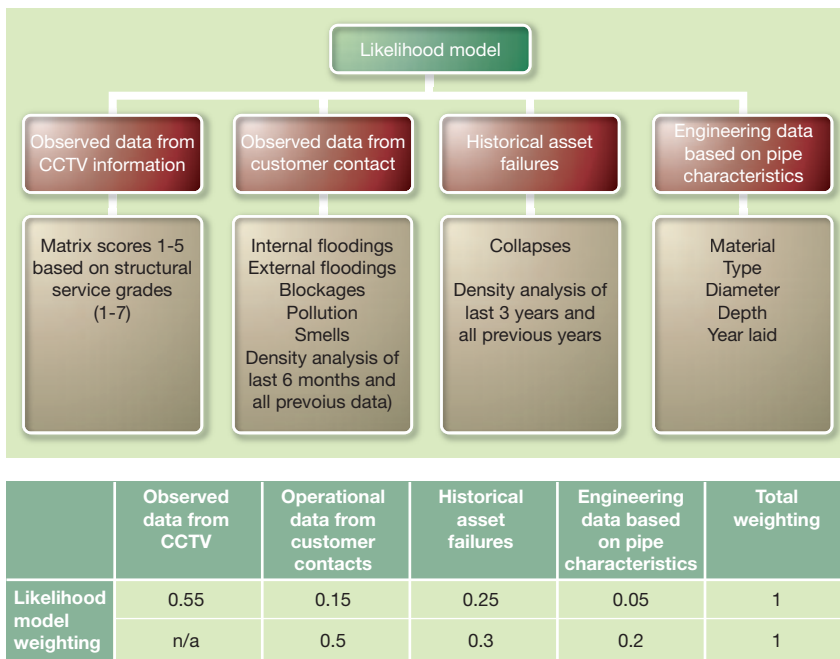 Likelihood model
Observed data from
CCTV information
Observed data from
customer contact
Historical asset
failures
Engineering data
based on pipe
characteristics
Matrix scores 1-5
based on structural
service grades
(1-7)
Internal floodings
External floodings
Blockages
Pollution
Smells
Density analysis of
last 6 months and
all prevoius data)
Collapses
Density analysis of
last 3 years and
all previous years
Material
Type
Diameter
Depth
Year laid
Observed
data from
CCTV
Operational
data from
customer
contacts
Historical
asset
failures
Engineering
data based
on pipe
characteristics
Total
weighting
Likelihood
model
weighting
0.55
0.15
0.25
0.05
1
n/a
0.5
0.3
0.2
1